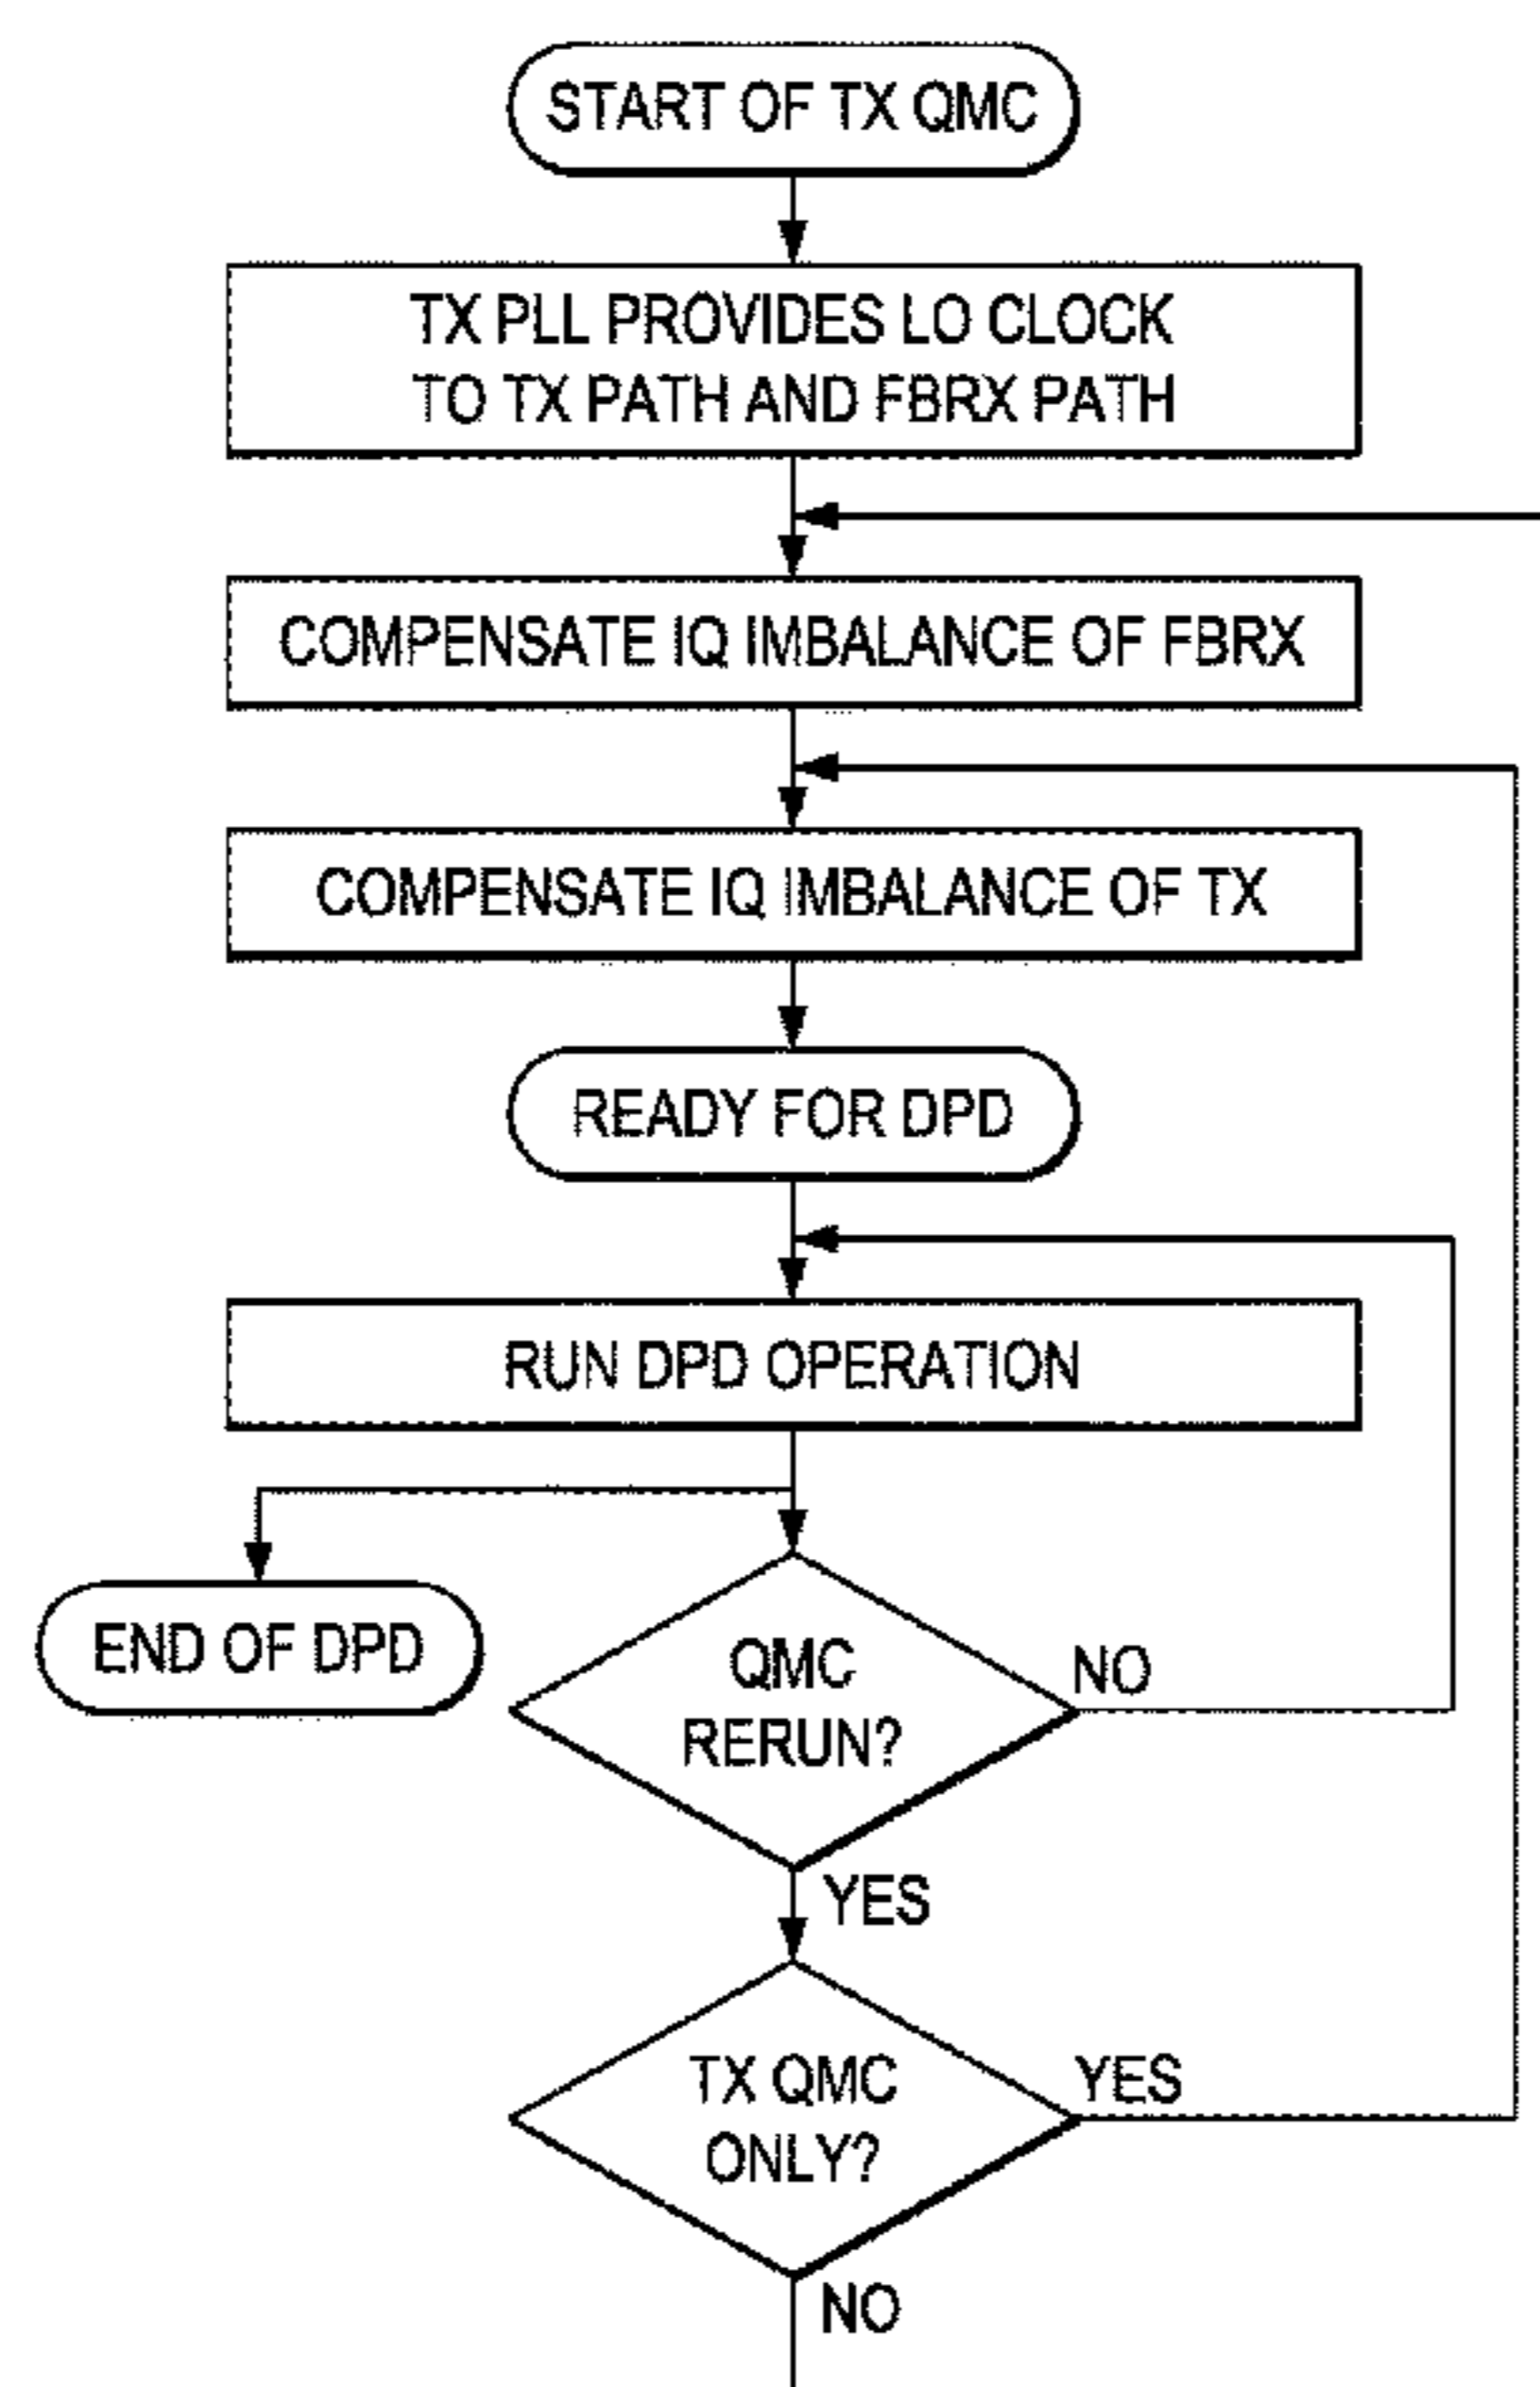 START OF TX QMC
TX PLL PROVIDES LO CLOCK
TO TX PATH AND FBRX PATH
COMPENSATE IQ IMBALANCE OF FBRX
COMPENSATE IQ IMBALANCE OF TX
READY FOR DPD
RUN DPD OPERATION
END OF DPD
QMC
RERUN?
NO
YES
TX QMC
ONLY?
YES
NO